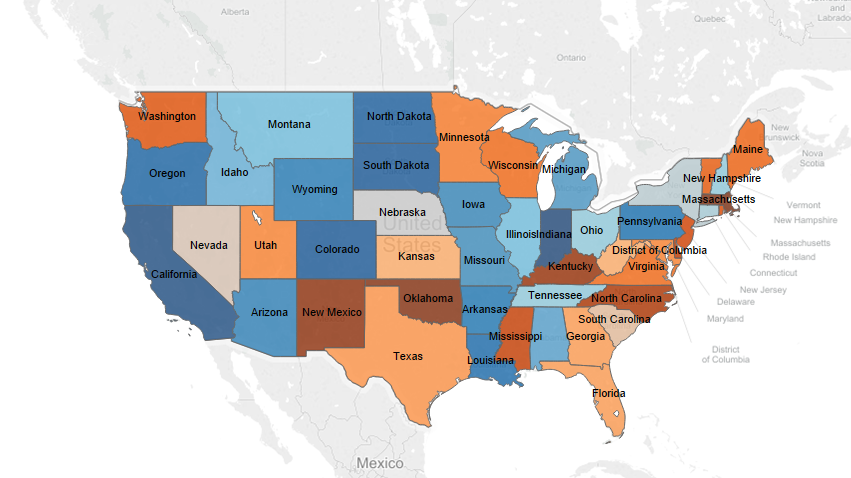 Alberta
Quebec
Newfoundland
and
Labrador
Ontario
New
Brunswick
Nova
Scotia
Washington
Montana
North Dakota
Minnesota
Wisconsin
Michigan
Maine
Oregon
Idaho
South Dakota
Wyoming
New Hampshire
Massachusetts
Vermont
New Hampshire
Nebraska
Iowa
Pennsylvania
United
States
Illinois
Indiana
Ohio
Nevada
Utah
Colorado
Kansas
Missouri
District of Columbia
Massachusetts
Rhode Island
Connecticut
California
Kentucky
Virginia
New Jersey
Delaware
Maryland
Arizona
New Mexico
Oklahoma
Arkansas
Tennessee
North Carolina
South Carolina
Mississippi
Georgia
Texas
Louisiana
District
of Columbia
Florida
Mexico